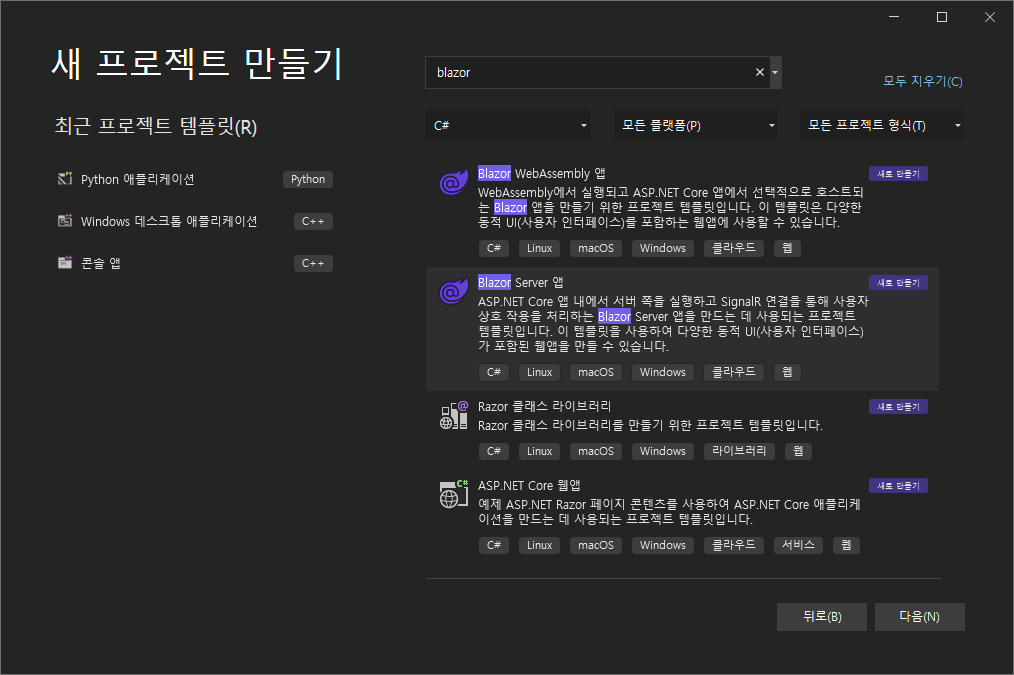 새 프로젝트 만들기
최근 프로젝트 템플릿(R)
Python 애플리케이션 Python
Windows 데스크톱 애플리케이션 C++
콘솔 앱 C++
blazor
모두 지우기(C)
C# 모든 플랫폼(P) 모든 프로젝트 형식(T)
Blazor WebAssembly 앱 새로 만들기
WebAssembly에서 실행되고 ASP.NET Core 앱에서 선택적으로 호스트되
는 Blazor 앱을 만들기 위한 프로젝트 템플릿입니다. 이 템플릿은 다양한
동적 UI(사용자 인터페이스)를 포함하는 웹앱에 사용할 수 있습니다.
C# Linux macOS Windows 클라우드 웹
Blazor Server 앱 새로 만들기
ASP.NET Core 앱 내에서 서버 쪽을 실행하고 SignalR 연결을 통해 사용자
상호 작용을 처리하는 Blazor Server 앱을 만드는 데 사용되는 프로젝트
템플릿입니다. 이 템플릿을 사용하여 다양한 동적 UI(사용자 인터페이스)
가 포함된 웹앱을 만들 수 있습니다.
C# Linux macOS Windows 클라우드 웹
Razor 클래스 라이브러리 새로 만들기
Razor 클래스 라이브러리를 만들기 위한 프로젝트 템플릿입니다.
C# Linux macOS Windows 라이브러리 웹
ASP.NET Core 웹앱 새로 만들기
예제 ASP.NET Razor 페이지 콘텐츠를 사용하여 ASP.NET Core 애플리케
이션을 만드는 데 사용되는 프로젝트 템플릿입니다.
C# Linux macOS Windows 클라우드 서비스 웹
뒤로(B) 다음(N)